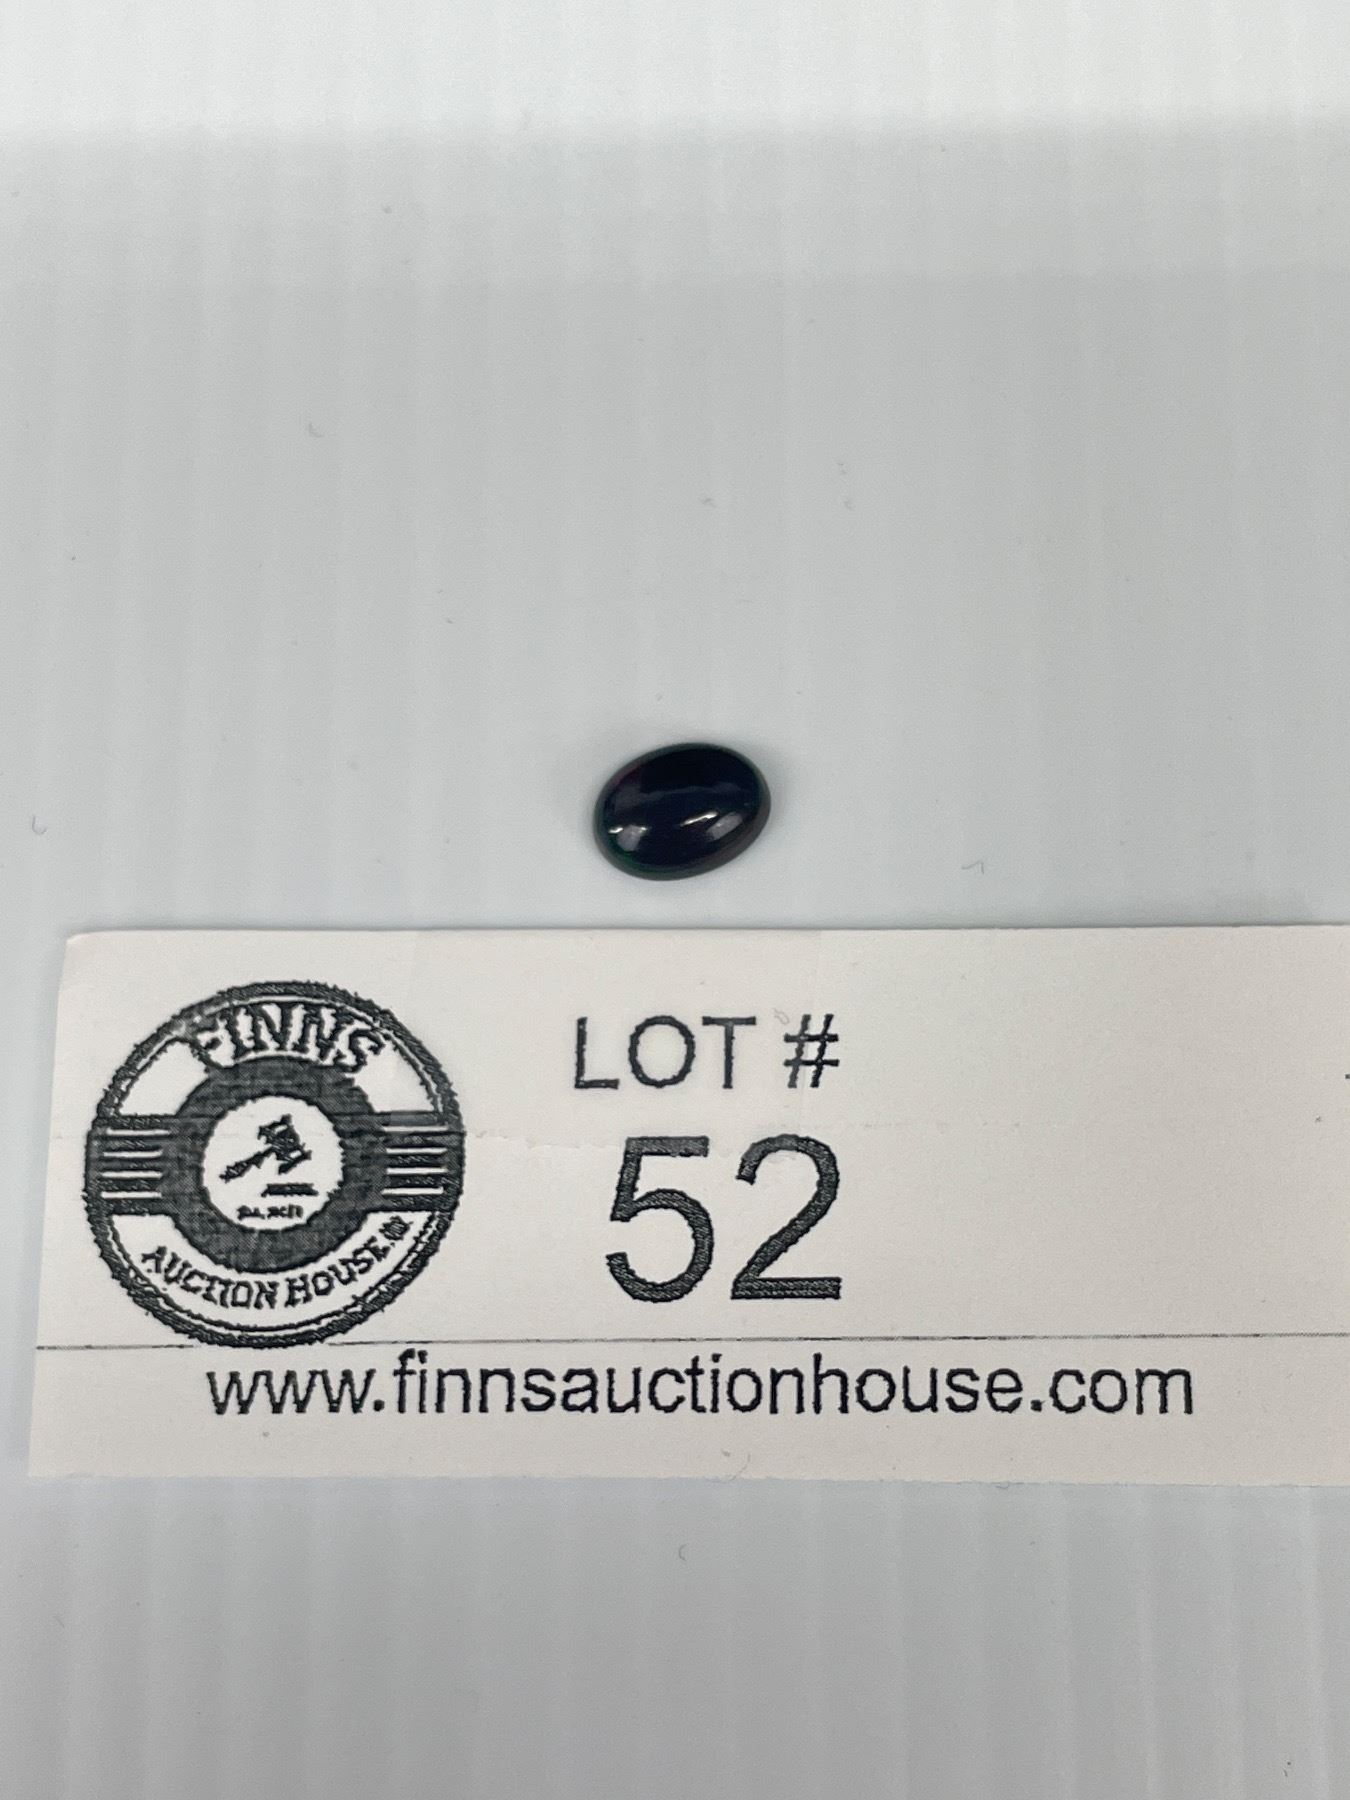 FINNS
AUCTION HOUSE
LOT #
52
www.finnsauctionhouse.com